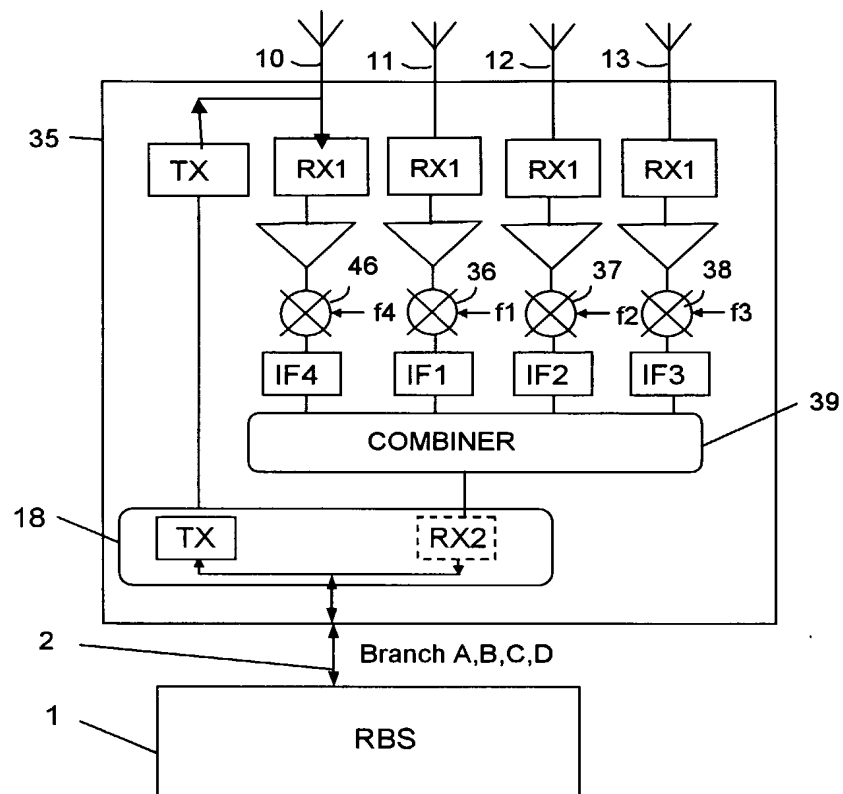 10 11 12 13
35
TX RX1 RX1 RX1 RX1
46 36 37 38
f4 f1 f2 f3
IF4 IF1 IF2 IF3
39
COMBINER
18
TX RX2
2 Branch A,B,C,D
1
RBS